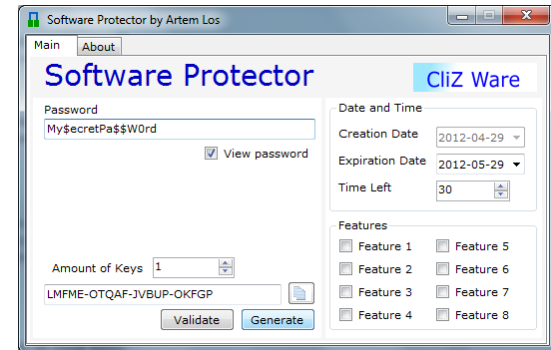 Software Protector by Artem Los
Main
About
Software Protector
CliZ Ware
Password
My$ecretPa$$W0rd
View password
Amount of Keys
1
LMFME-OTQAF-JVBUP-OKFGP
Validate
Generate
Date and Time
Creation Date
2012-04-29
Expiration Date
2012-05-29
Time Left
30
Features
Feature 1
Feature 5
Feature 2
Feature 6
Feature 3
Feature 7
Feature 4
Feature 8